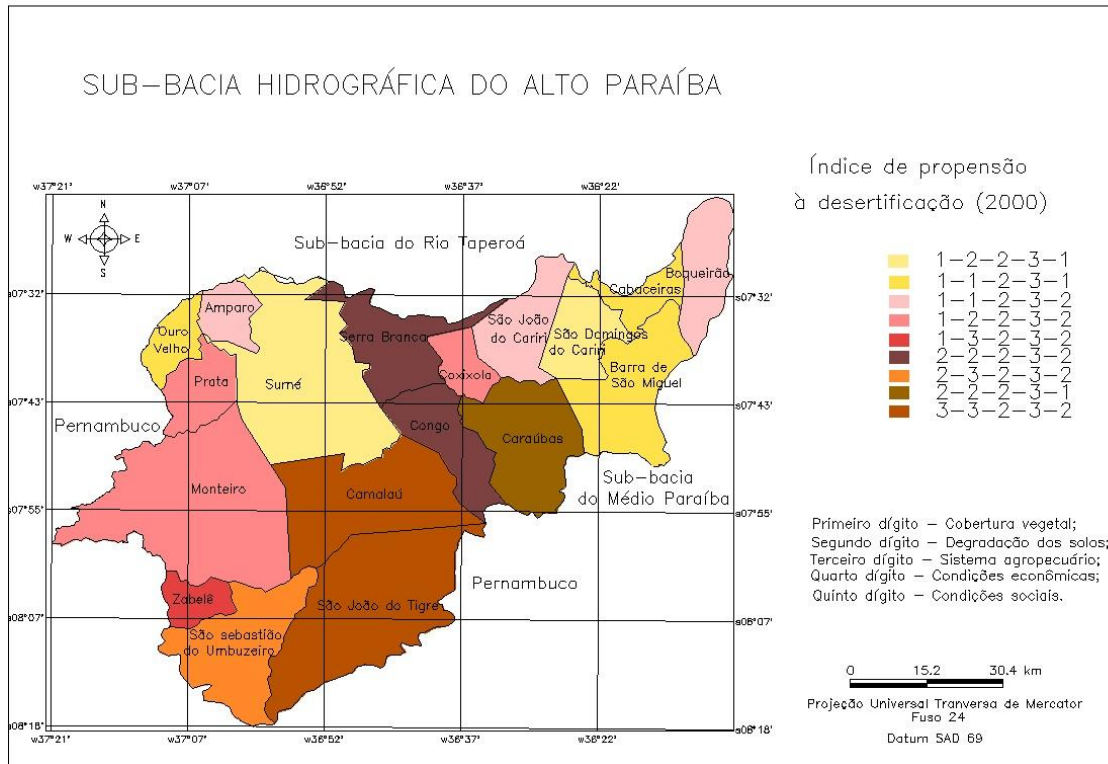 SUB-BACIA HIDROGRÁFICA DO ALTO PARAÍBA
Índice de propensão
à desertificação (2000)
w37°21' w37°07' w36°52' w36°37' w36°22'
N
W E
S
Sub-bacia do Rio Taperoá
s07°32' s07°32'
Boqueirão
Cabaceiras
Amparo
Ouro
Velho
Serra Branca
São João
do Cariri
São Domingos
do Cariri
Barra de
São Miguel
Prata
Sumé
Coxixola
s07°43' s07°43'
Pernambuco
Congo
Caraúbas
Monteiro
Camalaú
Sub-bacia
do Médio Paraíba
s07°55' s07°55'
Pernambuco
Zabelê
São João do Tigre
s08°07' s08°07'
São sebastião
do Umbuzeiro
s08°18' s08°18'
w37°21' w37°07' w36°52' w36°37' w36°22'
1-2-2-3-1
1-1-2-3-1
1-1-2-3-2
1-2-2-3-2
1-3-2-3-2
2-2-2-3-2
2-3-2-3-2
2-2-2-3-1
3-3-2-3-2
Primeiro dígito - Cobertura vegetal;
Segundo dígito - Degradação dos solos;
Terceiro dígito - Sistema agropecuário;
Quarto dígito - Condições econômicas;
Quinto dígito - Condições sociais.
0 15.2 30.4 km
Projeção Universal Tranversa de Mercator
Fuso 24
Datum SAD 69